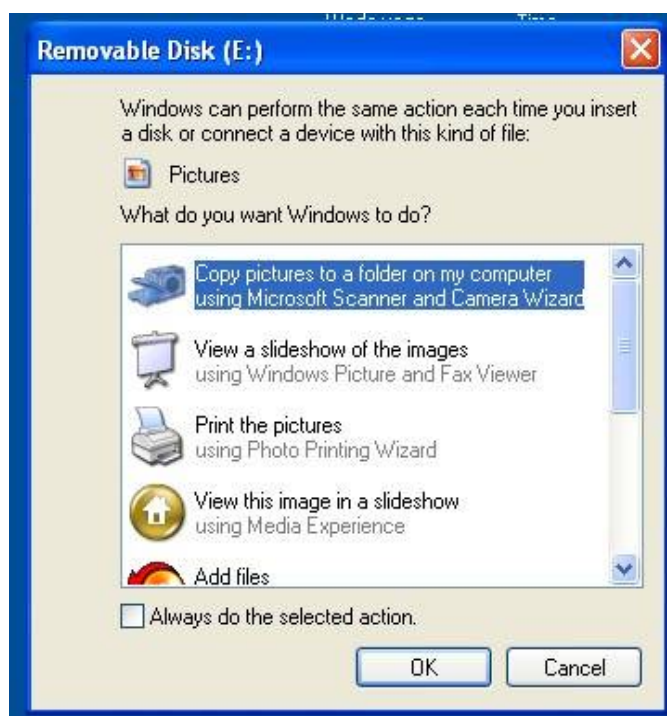 Removable Disk (E:)
Windows can perform the same action each time you insert
a disk or connect a device with this kind of file:
Pictures
What do you want Windows to do?
Copy pictures to a folder on my computer
using Microsoft Scanner and Camera Wizard
View a slideshow of the images
using Windows Picture and Fax Viewer
Print the pictures
using Photo Printing Wizard
View this image in a slideshow
using Media Experience
Add files
Always do the selected action.
OK Cancel